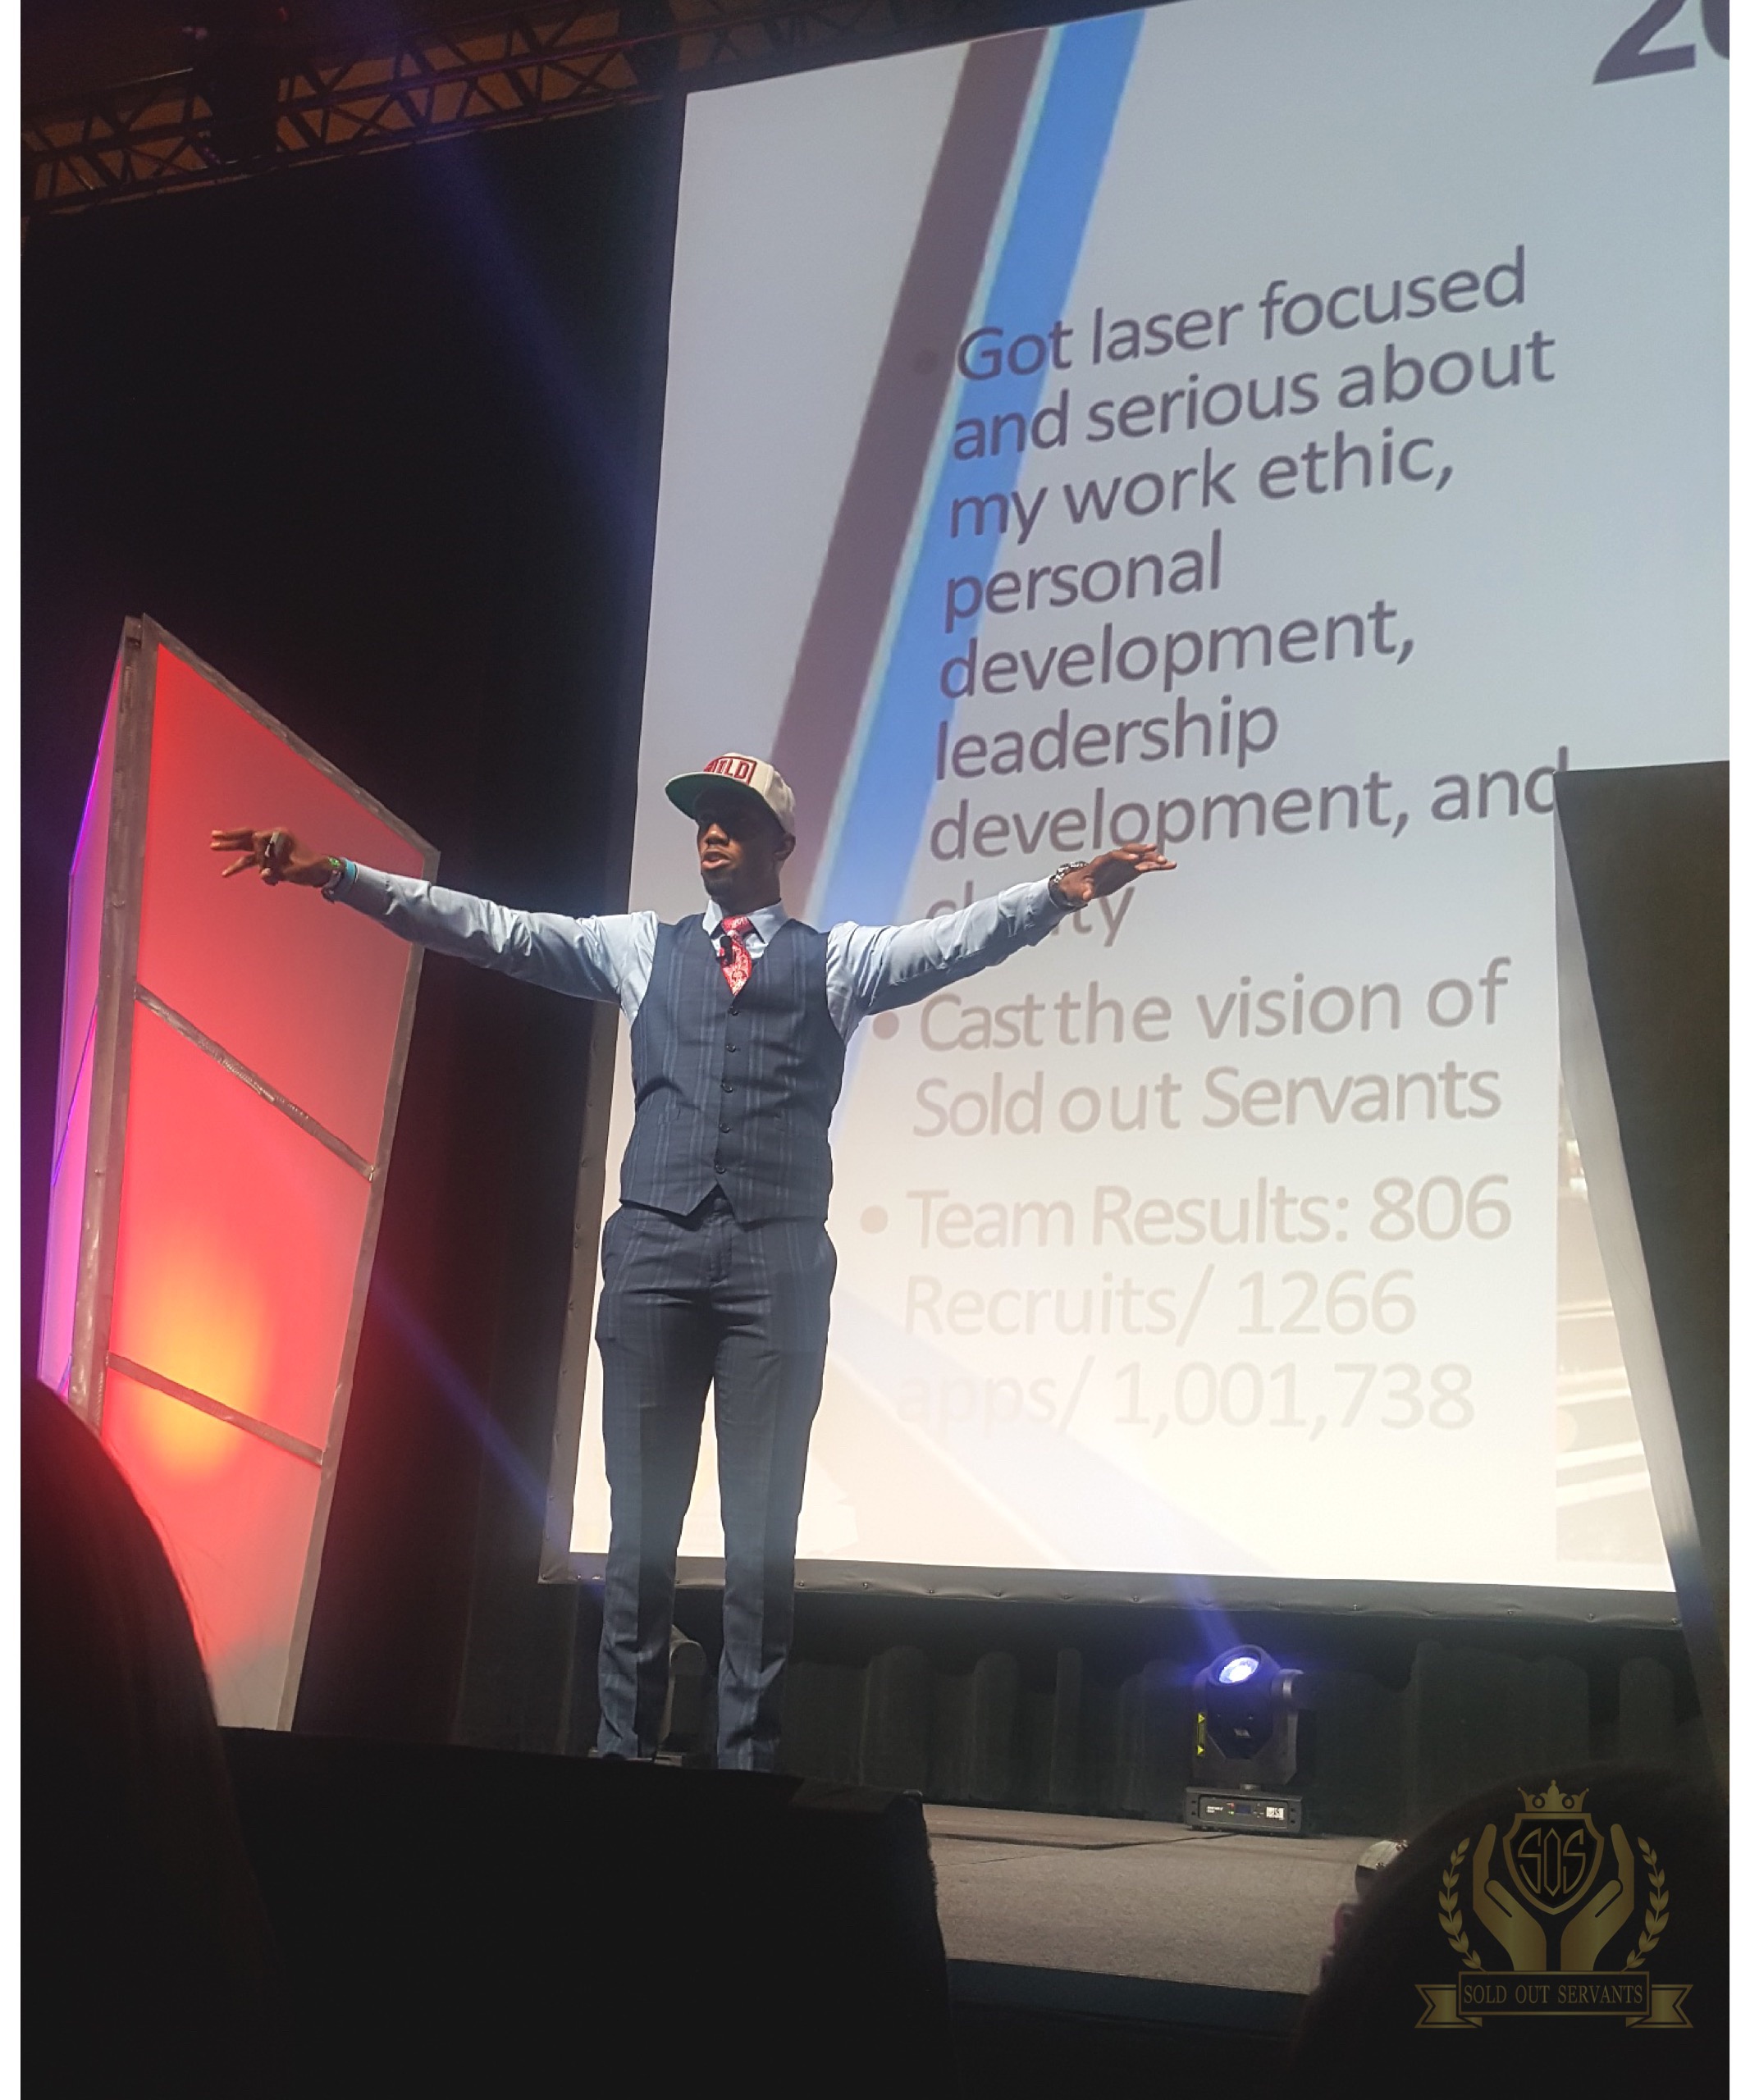 • Got laser focused
and serious about
my work ethic,
personal
development,
leadership
development, and
• Cast the vision of
Sold out Servants
• Team Results: 806
Recruits/ 1266
apps/ 1,001,738
SOS
SOLD OUT SERVANTS